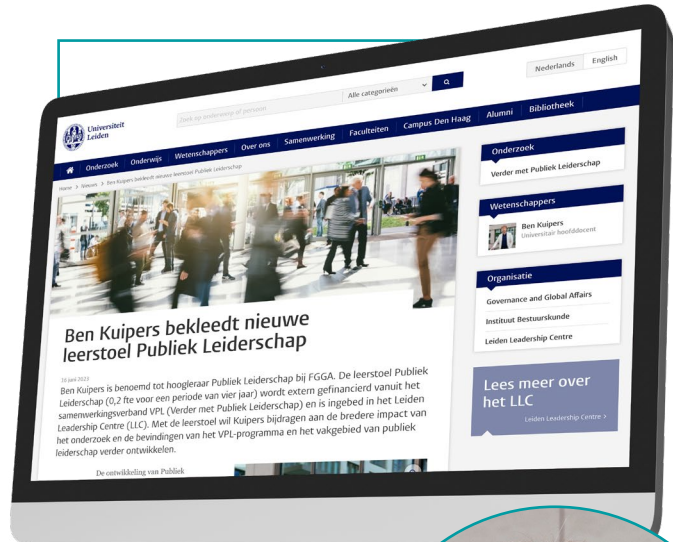 Nederlands English
Universiteit
Leiden
Zoek op onderwerp of persoon
Alle categorieën
Onderzoek Onderwijs Wetenschappers Over ons Samenwerking Faculteiten Campus Den Haag Alumni Bibliotheek
Home > Nieuws > Ben Kuipers bekleedt nieuwe leerstoel Publiek Leiderschap
Ben Kuipers bekleedt nieuwe
leerstoel Publiek Leiderschap
Ben Kuipers is benoemd tot hoogleraar Publiek Leiderschap bij FGGA. De leerstoel Publiek
Leiderschap (0,2 fte voor een periode van vier jaar) wordt extern gefinancierd vanuit het
samenwerkingsverband VPL (Verder met Publiek Leiderschap) en is ingebed in het Leiden
Leadership Centre (LLC). Met de leerstoel wil Kuipers bijdragen aan de bredere impact van
het onderzoek en de bevindingen van het VPL-programma en het vakgebied van publiek
leiderschap verder ontwikkelen.
De ontwikkeling van Publiek
Onderzoek
Verder met Publiek Leiderschap
Wetenschappers
Ben Kuipers
Universitair hoofddocent
Organisatie
Governance and Global Affairs
Instituut Bestuurskunde
Leiden Leadership Centre
Lees meer over
het LLC
Leiden Leadership Centre >